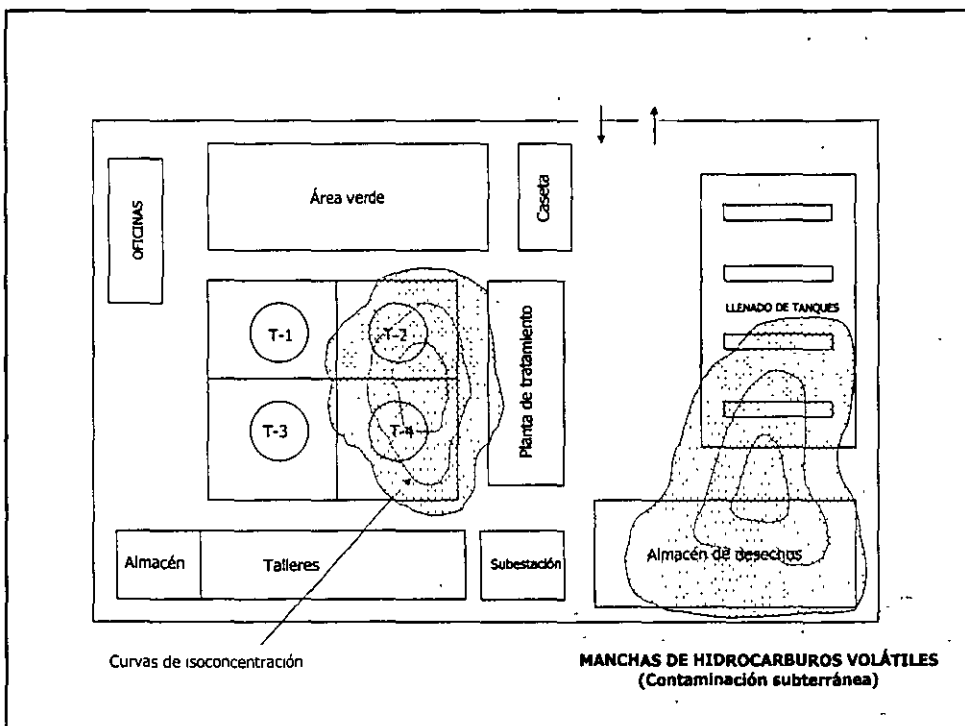 OFICINAS
Área verde
Caseta
T-1
T-2
T-3
T-4
Planta de tratamiento
LLENADO DE TANQUES
Almacén
Talleres
Subestación
Almacén de desechos
Curvas de isoconcentración
MANCHAS DE HIDROCARBUROS VOLÁTILES
(Contaminación subterránea)